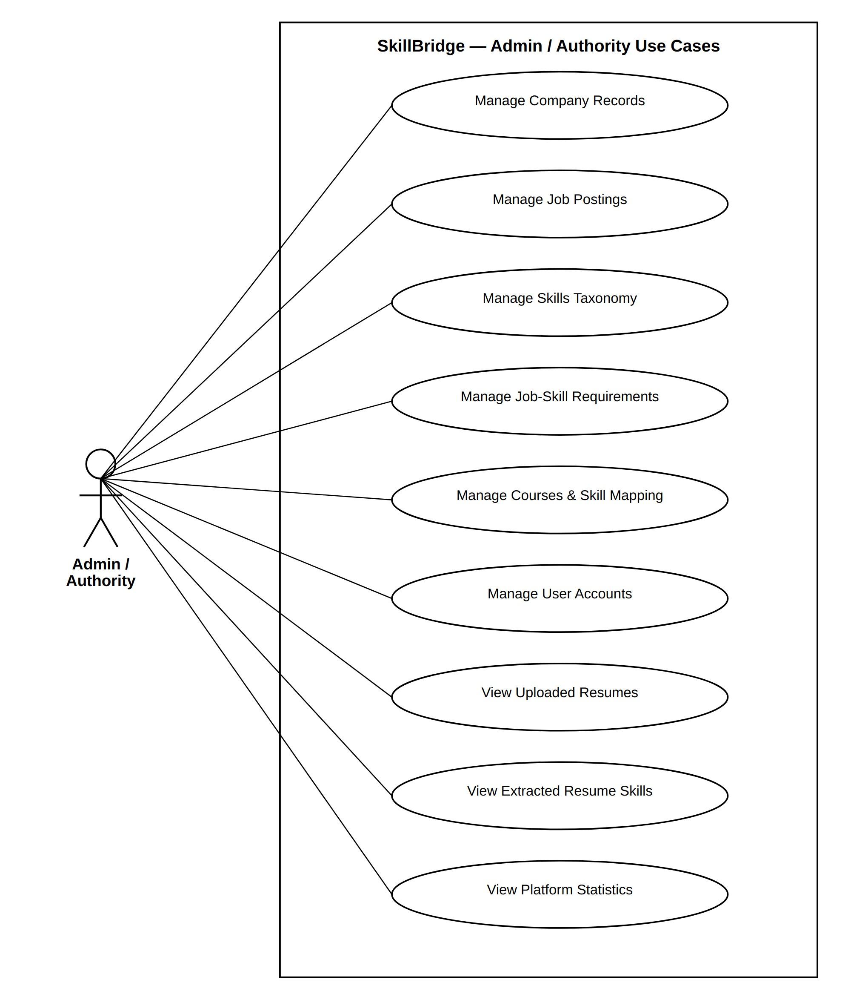 SkillBridge — Admin / Authority Use Cases
Manage Company Records
Manage Job Postings
Manage Skills Taxonomy
Manage Job-Skill Requirements
Manage Courses & Skill Mapping
Admin /
Authority
Manage User Accounts
View Uploaded Resumes
View Extracted Resume Skills
View Platform Statistics